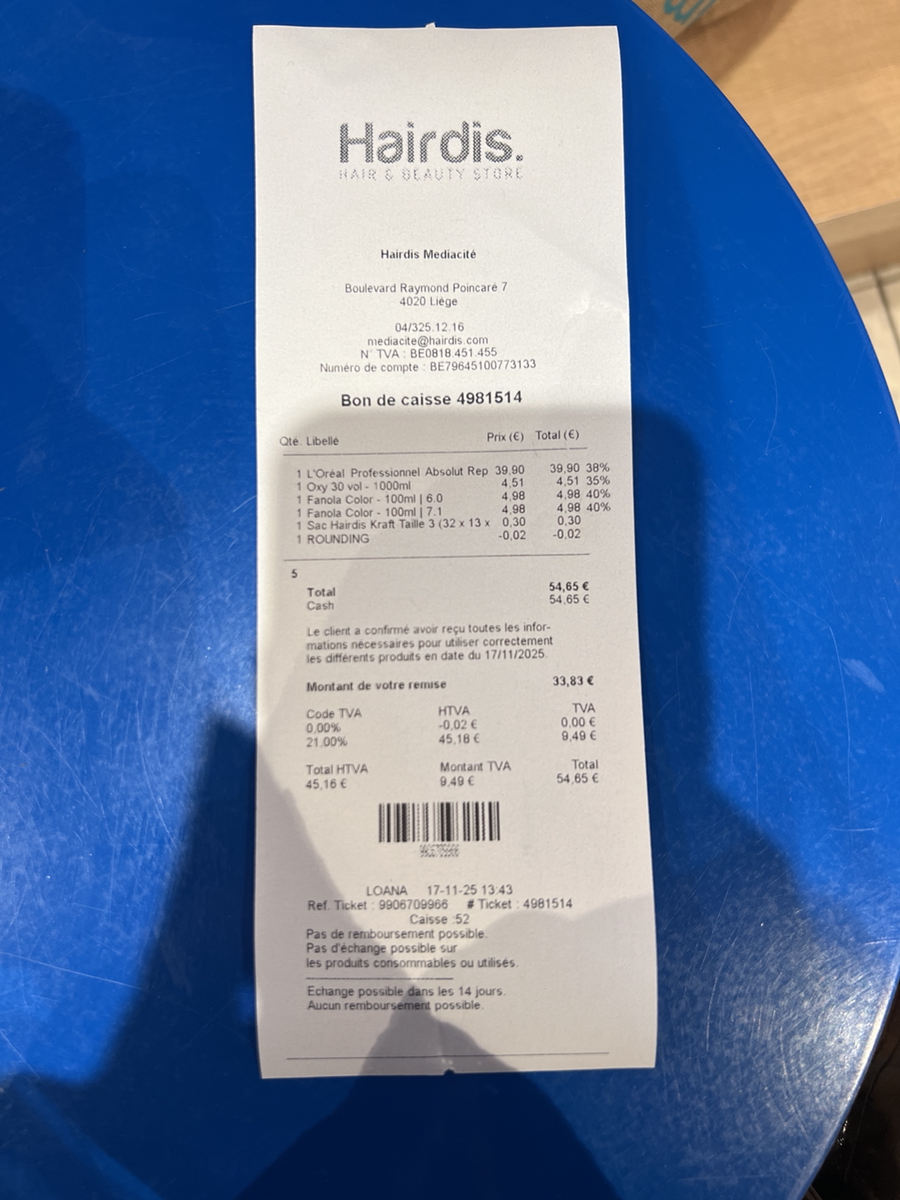 Hairdis.
HAIR & BEAUTY STORE
Hairdis Mediacité
Boulevard Raymond Poincaré 7
4020 Liége
04/325.12.16
mediacite@hairdis.com
N° TVA : BE0818.451.455
Numéro de compte : BE79645100773133
Bon de caisse 4981514
Qté Libellé Prix (€) Total (€)
1 L'Oréal Professionnel Absolut Rep 39,90 39,90 38%
1 Oxy 30 vol - 1000ml 4,51 4,51 35%
1 Fanola Color - 100ml | 6.0 4,98 4,98 40%
1 Fanola Color - 100ml | 7.1 4,98 4,98 40%
1 Sac Hairdis Kraft Taille 3 (32 x 13 x 0,30 0,30
1 ROUNDING -0,02 -0,02
5
Total 54,65 €
Cash 54,65 €
Le client a confirmé avoir reçu toutes les infor-
mations nécessaires pour utiliser correctement
les différents produits en date du 17/11/2025.
Montant de votre remise 33,83 €
Code TVA HTVA TVA
0,00% -0,02 € 0,00 €
21,00% 45,18 € 9,49 €
Total HTVA Montant TVA Total
45,16 € 9,49 € 54,65 €
LOANA 17-11-25 13:43
Ref. Ticket : 9906709966 # Ticket : 4981514
Caisse :52
Pas de remboursement possible.
Pas d'échange possible sur
les produits consommables ou utilisés.
Echange possible dans les 14 jours.
Aucun remboursement possible.